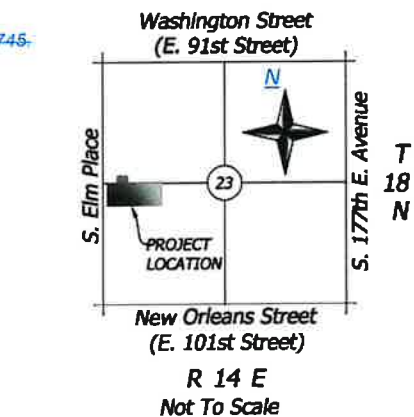 745.
Washington Street
(E. 91st Street)
N
S. Elm Place
23
S. 177th E. Avenue
T
18
N
PROJECT
LOCATION
New Orleans Street
(E. 101st Street)
R 14 E
Not To Scale